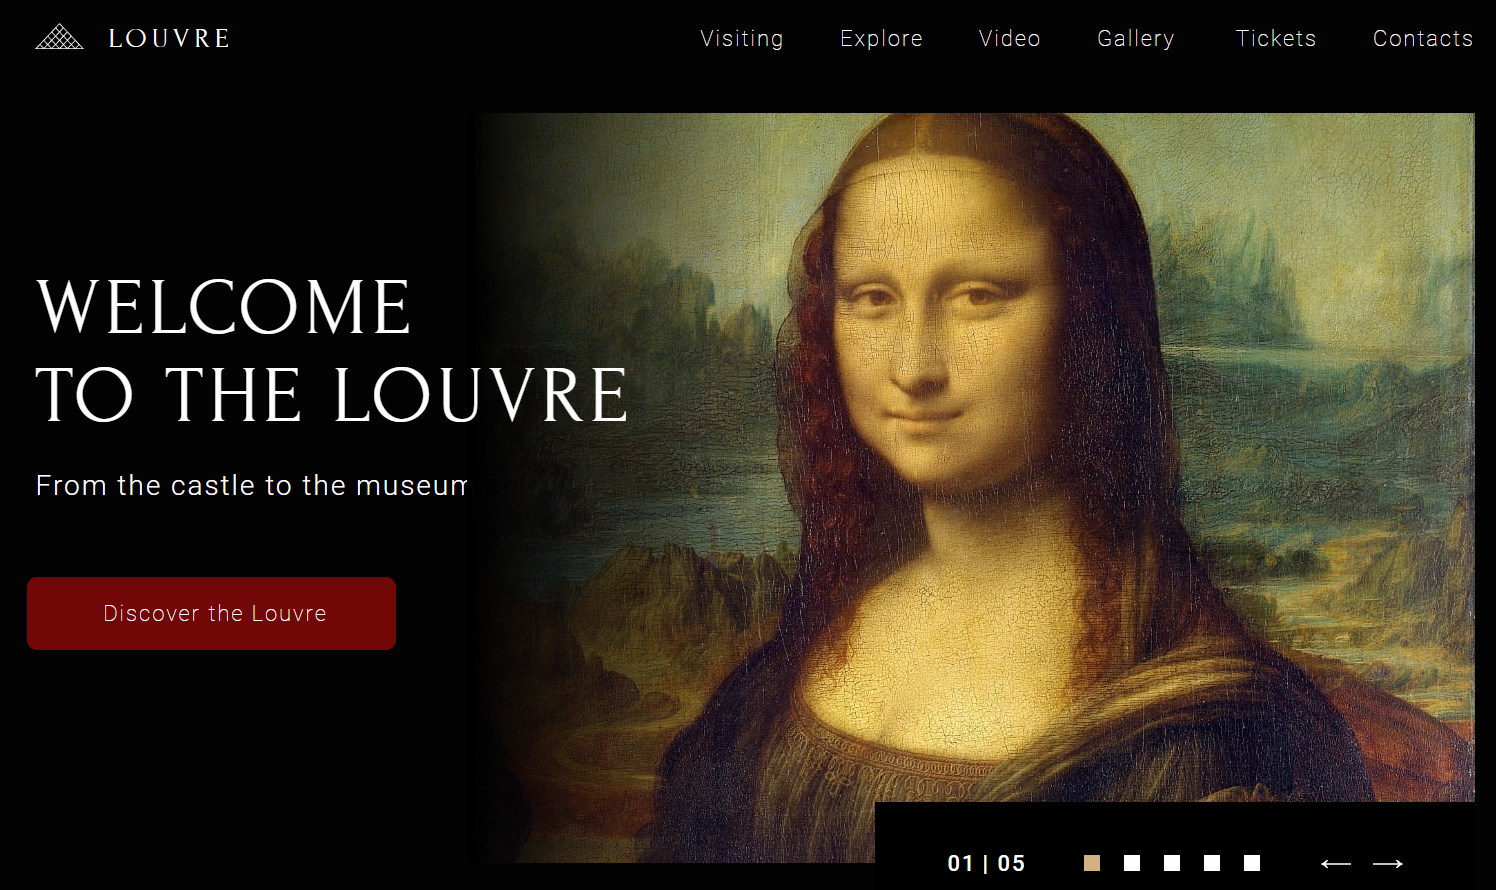 LOUVRE
Visiting Explore Video Gallery Tickets Contacts
WELCOME
TO THE LOUVRE
From the castle to the museum
Discover the Louvre
01 | 05